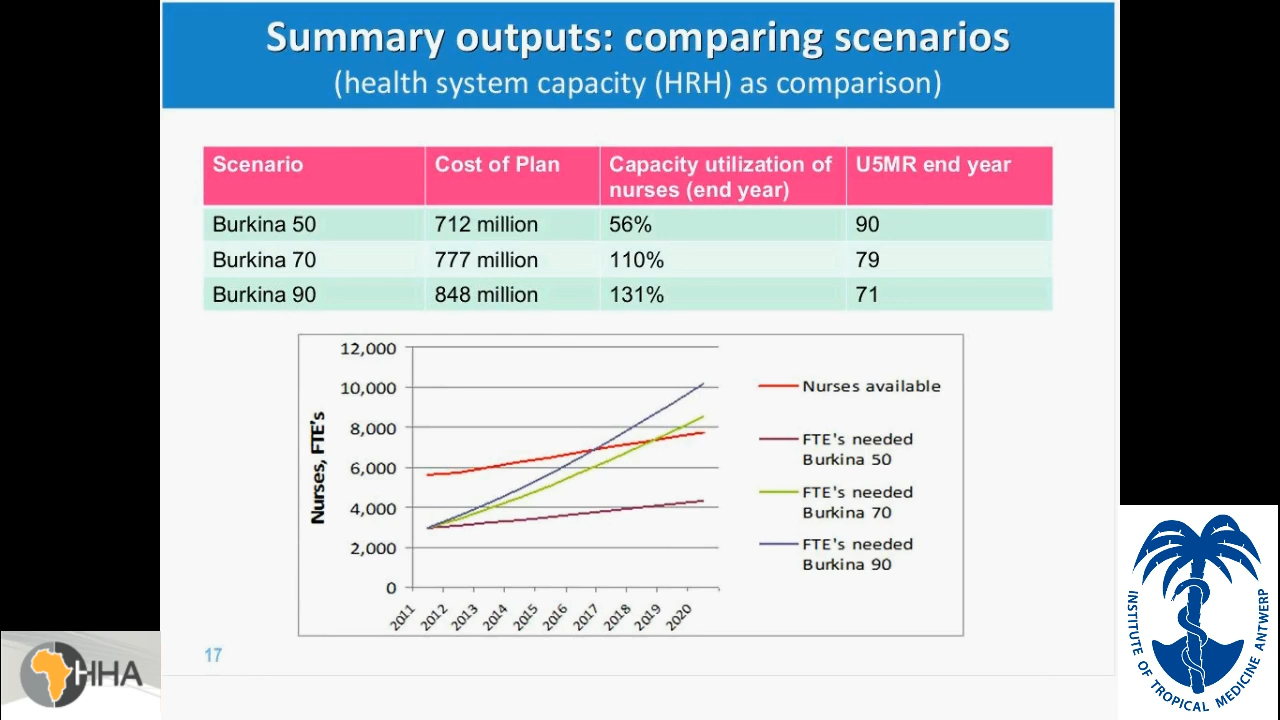 Summary outputs: comparing scenarios
(health system capacity (HRH) as comparison)
Scenario
Cost of Plan
Capacity utilization of
nurses (end year)
U5MR end year
Burkina 50
712 million
56%
90
Burkina 70
777 million
110%
79
Burkina 90
848 million
131%
71
12,000
10,000
8,000
6,000
4,000
2,000
0
Nurses, FTE's
2011
2012
2013
2014
2015
2016
2017
2018
2019
2020
Nurses available
FTE's needed
Burkina 50
FTE's needed
Burkina 70
FTE's needed
Burkina 90
17
HHA
INSTITUTE OF TROPICAL MEDICINE ANTWERP